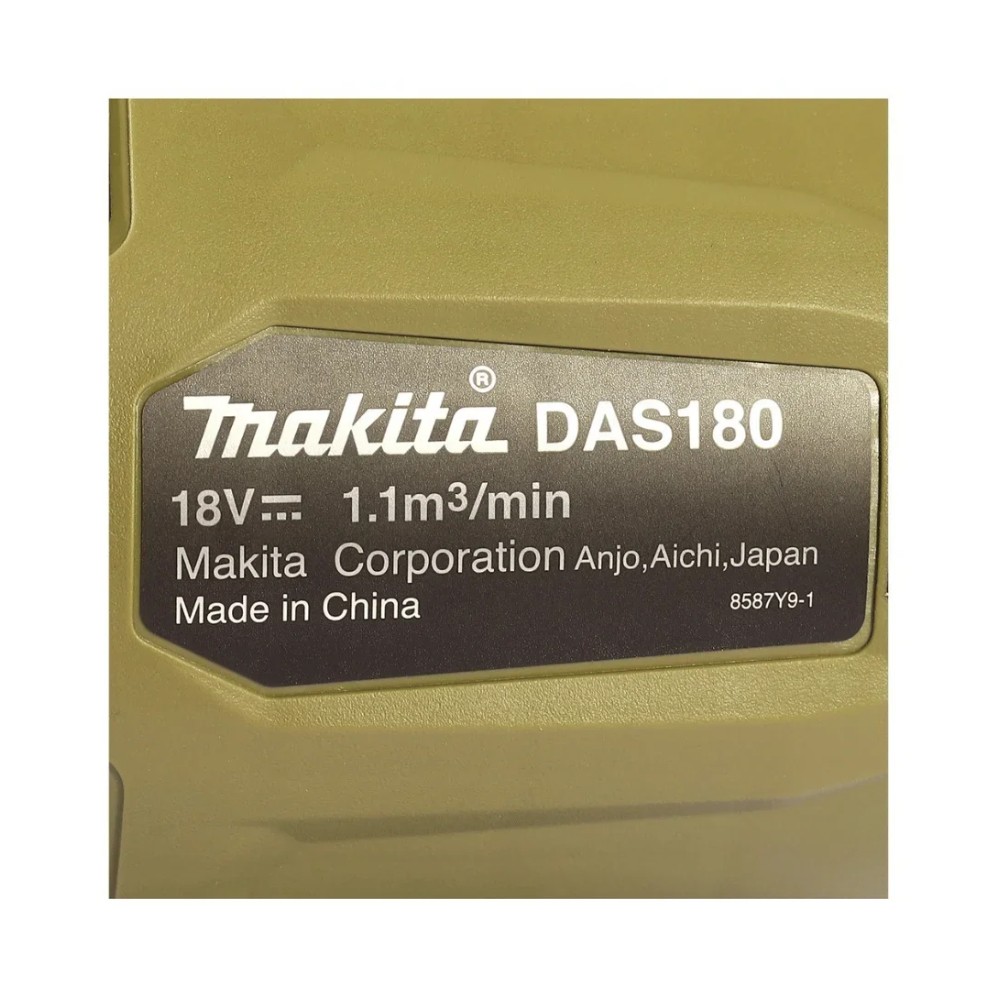 makita® DAS180
18V⎓ 1.1m³/min
Makita Corporation Anjo,Aichi,Japan
Made in China 8587Y9-1